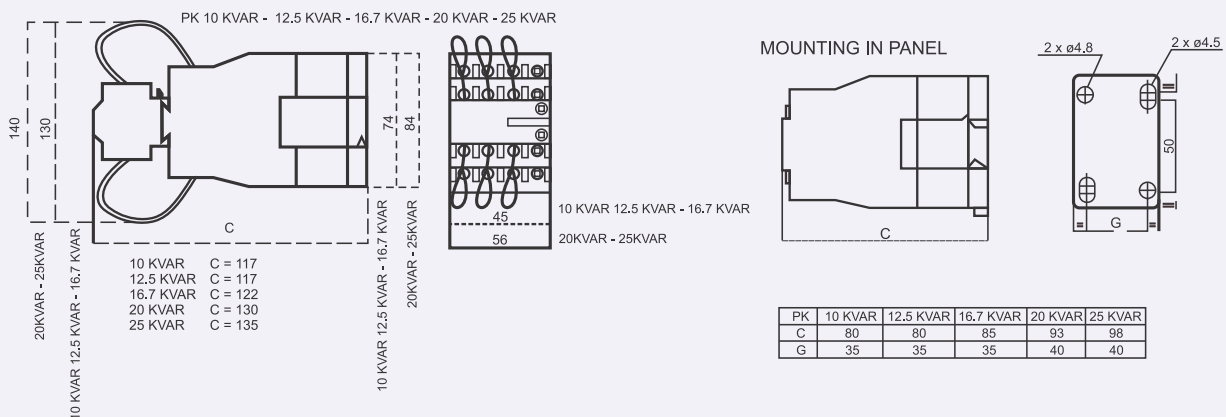 PK 10 KVAR - 12.5 KVAR - 16.7 KVAR - 20 KVAR - 25 KVAR
140
130
74
84
C
20KVAR - 25KVAR
10 KVAR 12.5 KVAR - 16.7 KVAR
10 KVAR C = 117
12.5 KVAR C = 117
16.7 KVAR C = 122
20 KVAR C = 130
25 KVAR C = 135
10 KVAR 12.5 KVAR - 16.7 KVAR
20KVAR - 25KVAR
45
10 KVAR 12.5 KVAR - 16.7 KVAR
56
20KVAR - 25KVAR
MOUNTING IN PANEL
C
2 x ø4.8
2 x ø4.5
50
G
PK 10 KVAR 12.5 KVAR 16.7 KVAR 20 KVAR 25 KVAR
C 80 80 85 93 98
G 35 35 35 40 40